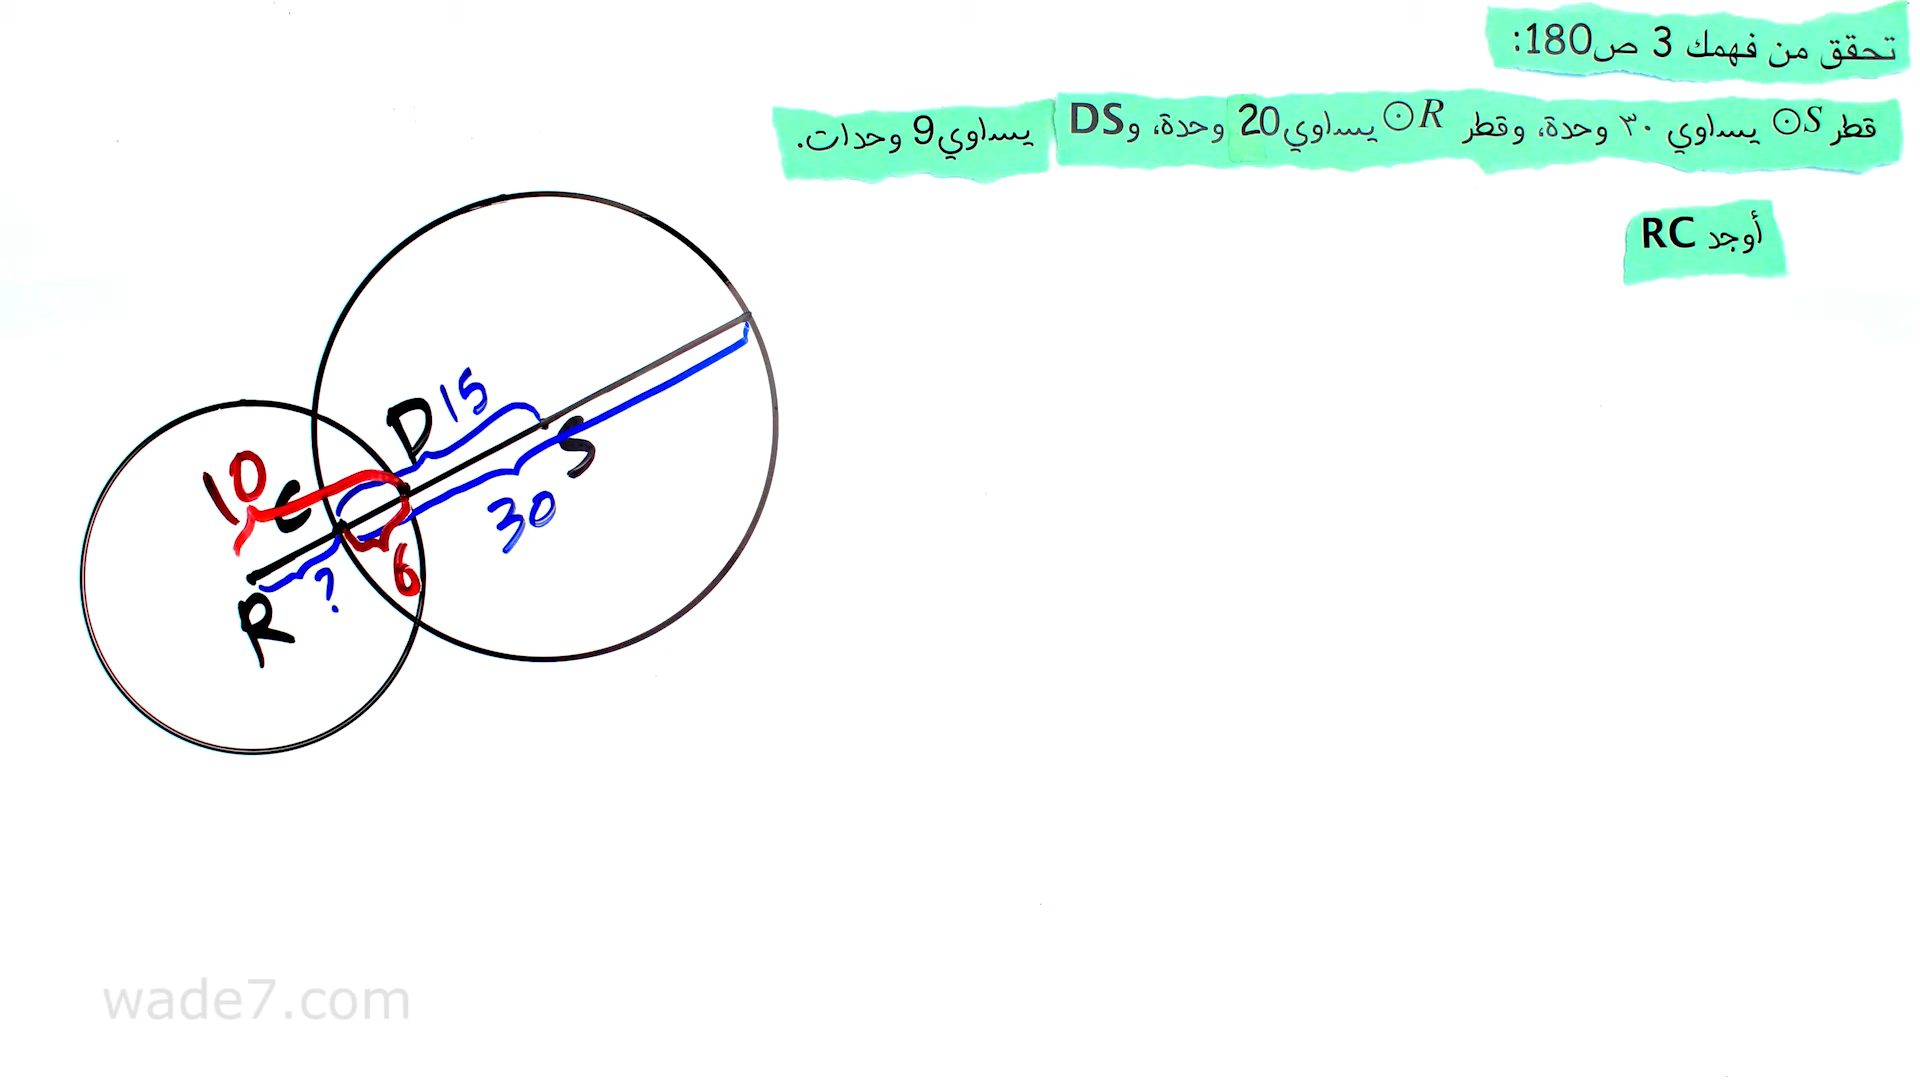 تحقق من فهمك 3 ص180:
قطر ⊙S يساوي ٣٠ وحدة، وقطر ⊙R يساوي 20 وحدة، وDS يساوي 9 وحدات.
أوجد RC
D 15
S
10
C
30
6
?
R
wade7.com